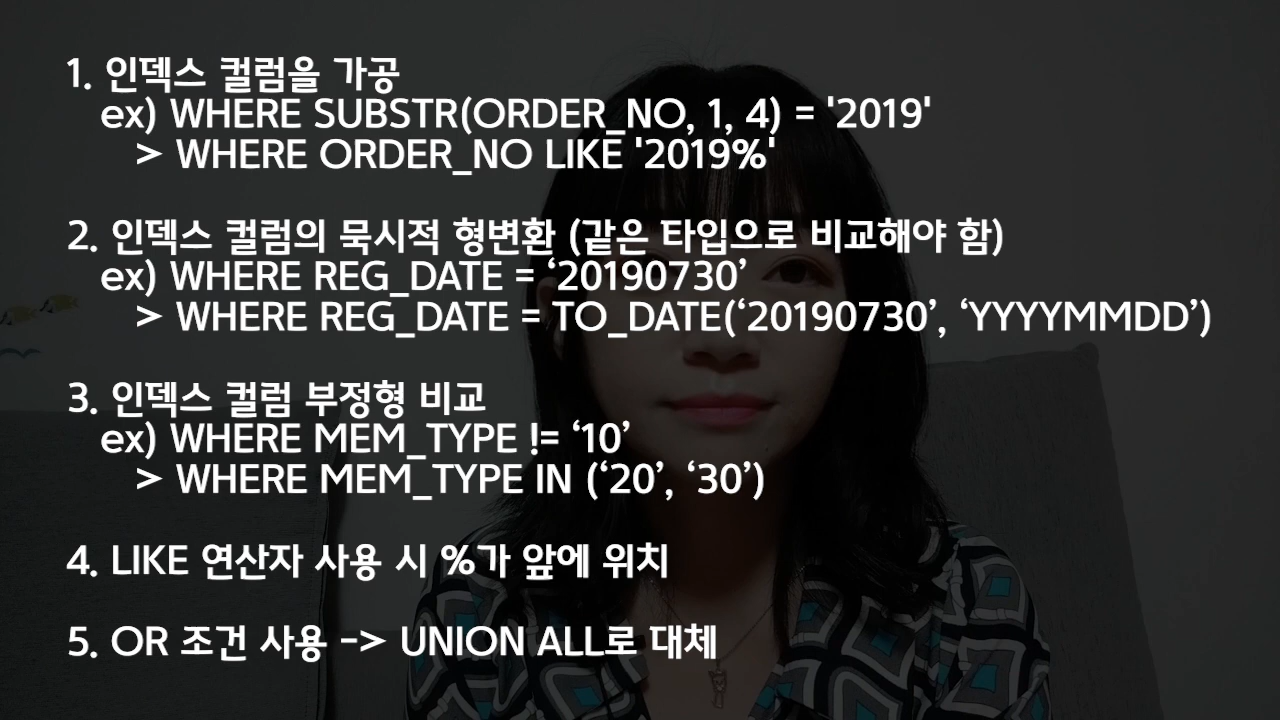 1. 인덱스 컬럼을 가공
ex) WHERE SUBSTR(ORDER_NO, 1, 4) = '2019'
> WHERE ORDER_NO LIKE '2019%'
2. 인덱스 컬럼의 묵시적 형변환 (같은 타입으로 비교해야 함)
ex) WHERE REG_DATE = ‘20190730’
> WHERE REG_DATE = TO_DATE(‘20190730’, ‘YYYYMMDD’)
3. 인덱스 컬럼 부정형 비교
ex) WHERE MEM_TYPE != ‘10’
> WHERE MEM_TYPE IN (‘20’, ‘30’)
4. LIKE 연산자 사용 시 %가 앞에 위치
5. OR 조건 사용 -> UNION ALL로 대체